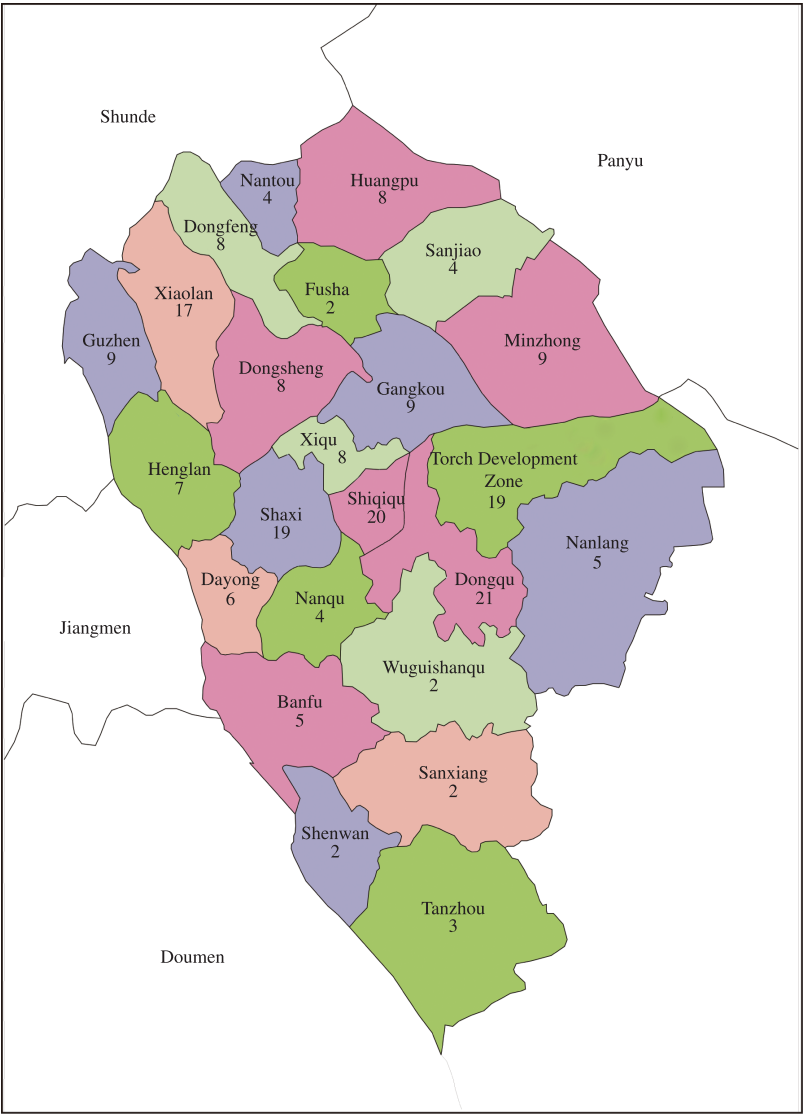 Shunde
Panyu
Nantou
4
Huangpu
8
Dongfeng
8
Sanjiao
4
Xiaolan
17
Fusha
2
Guzhen
9
Minzhong
9
Dongsheng
8
Gangkou
9
Xiqu
8
Henglan
7
Torch Development
Zone
19
Shiqiqu
20
Shaxi
19
Nanlang
5
Dayong
6
Dongqu
21
Nanqu
4
Jiangmen
Wuguishanqu
2
Banfu
5
Sanxiang
2
Shenwan
2
Tanzhou
3
Doumen